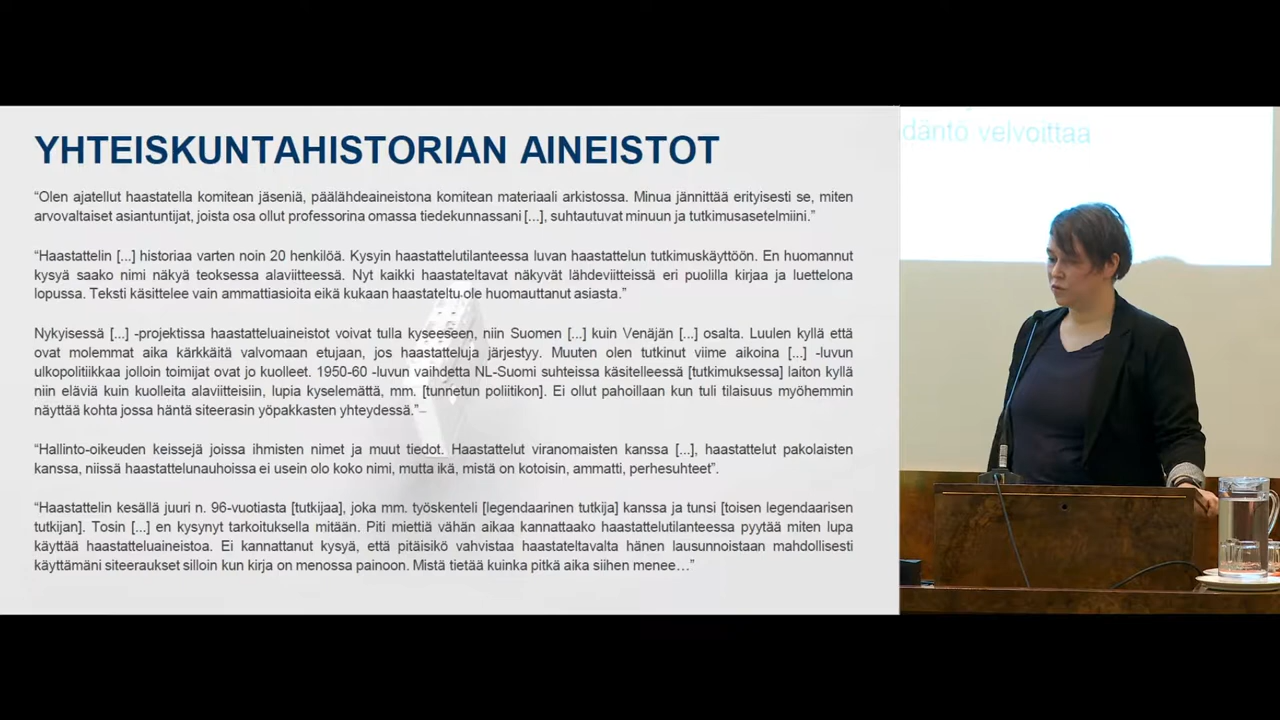 YHTEISKUNTAHISTORIAN AINEISTOT
“Olen ajatellut haastatella komitean jäseniä, päälähdeaineistona komitean materiaali arkistossa. Minua jännittää erityisesti se, miten
arvovaltaiset asiantuntijat, joista osa ollut professorina omassa tiedekunnassani [...], suhtautuvat minuun ja tutkimusasetelmiini.”
“Haastattelin [...] historiaa varten noin 20 henkilöä. Kysyin haastattelutilanteessa luvan haastattelun tutkimuskäyttöön. En huomannut
kysyä saako nimi näkyä teoksessa alaviitteessä. Nyt kaikki haastateltavat näkyvät lähdeviitteissä eri puolilla kirjaa ja luettelona
lopussa. Teksti käsittelee vain ammattiasioita eikä kukaan haastateltu ole huomauttanut asiasta.”
Nykyisessä [...] -projektissa haastatteluaineistot voivat tulla kyseeseen, niin Suomen [...] kuin Venäjän [...] osalta. Luulen kyllä että
ovat molemmat aika kärkkäitä valvomaan etujaan, jos haastatteluja järjestyy. Muuten olen tutkinut viime aikoina [...] -luvun
ulkopolitiikkaa jolloin toimijat ovat jo kuolleet. 1950-60 -luvun vaihdetta NL-Suomi suhteissa käsitelleessä [tutkimuksessa] laiton kyllä
niin eläviä kuin kuolleita alaviitteisiin, lupia kyselemättä, mm. [tunnetun poliitikon]. Ei ollut pahoillaan kun tuli tilaisuus myöhemmin
näyttää kohta jossa häntä siteerasin yöpakkasten yhteydessä.”
“Hallinto-oikeuden keissejä joissa ihmisten nimet ja muut tiedot. Haastattelut viranomaisten kanssa [...], haastattelut pakolaisten
kanssa, niissä haastattelunauhoissa ei usein olo koko nimi, mutta ikä, mistä on kotoisin, ammatti, perhesuhteet”.
“Haastattelin kesällä juuri n. 96-vuotiasta [tutkijaa], joka mm. työskenteli [legendaarinen tutkija] kanssa ja tunsi [toisen legendaarisen
tutkijan]. Tosin [...] en kysynyt tarkoituksella mitään. Piti miettiä vähän aikaa kannattaako haastattelutilanteessa pyytää miten lupa
käyttää haastatteluaineistoa. Ei kannattanut kysyä, että pitäisikö vahvistaa haastateltavalta hänen lausunnoistaan mahdollisesti
käyttämäni siteeraukset silloin kun kirja on menossa painoon. Mistä tietää kuinka pitkä aika siihen menee…”
däntö velvoittaa